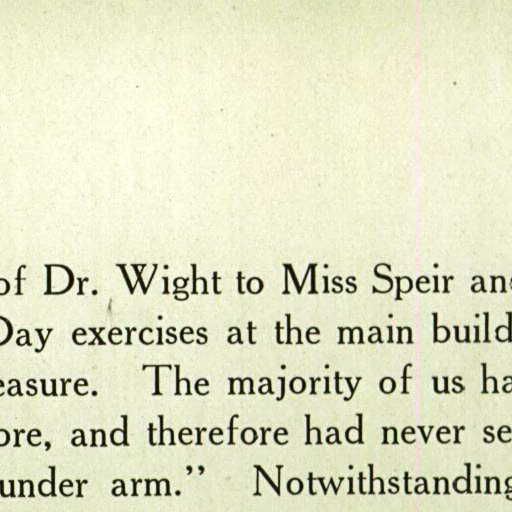 of Dr. Wight to Miss Speir an
Day exercises at the main build
easure. The majority of us ha
ore, and therefore had never se
under arm.” Notwithstanding